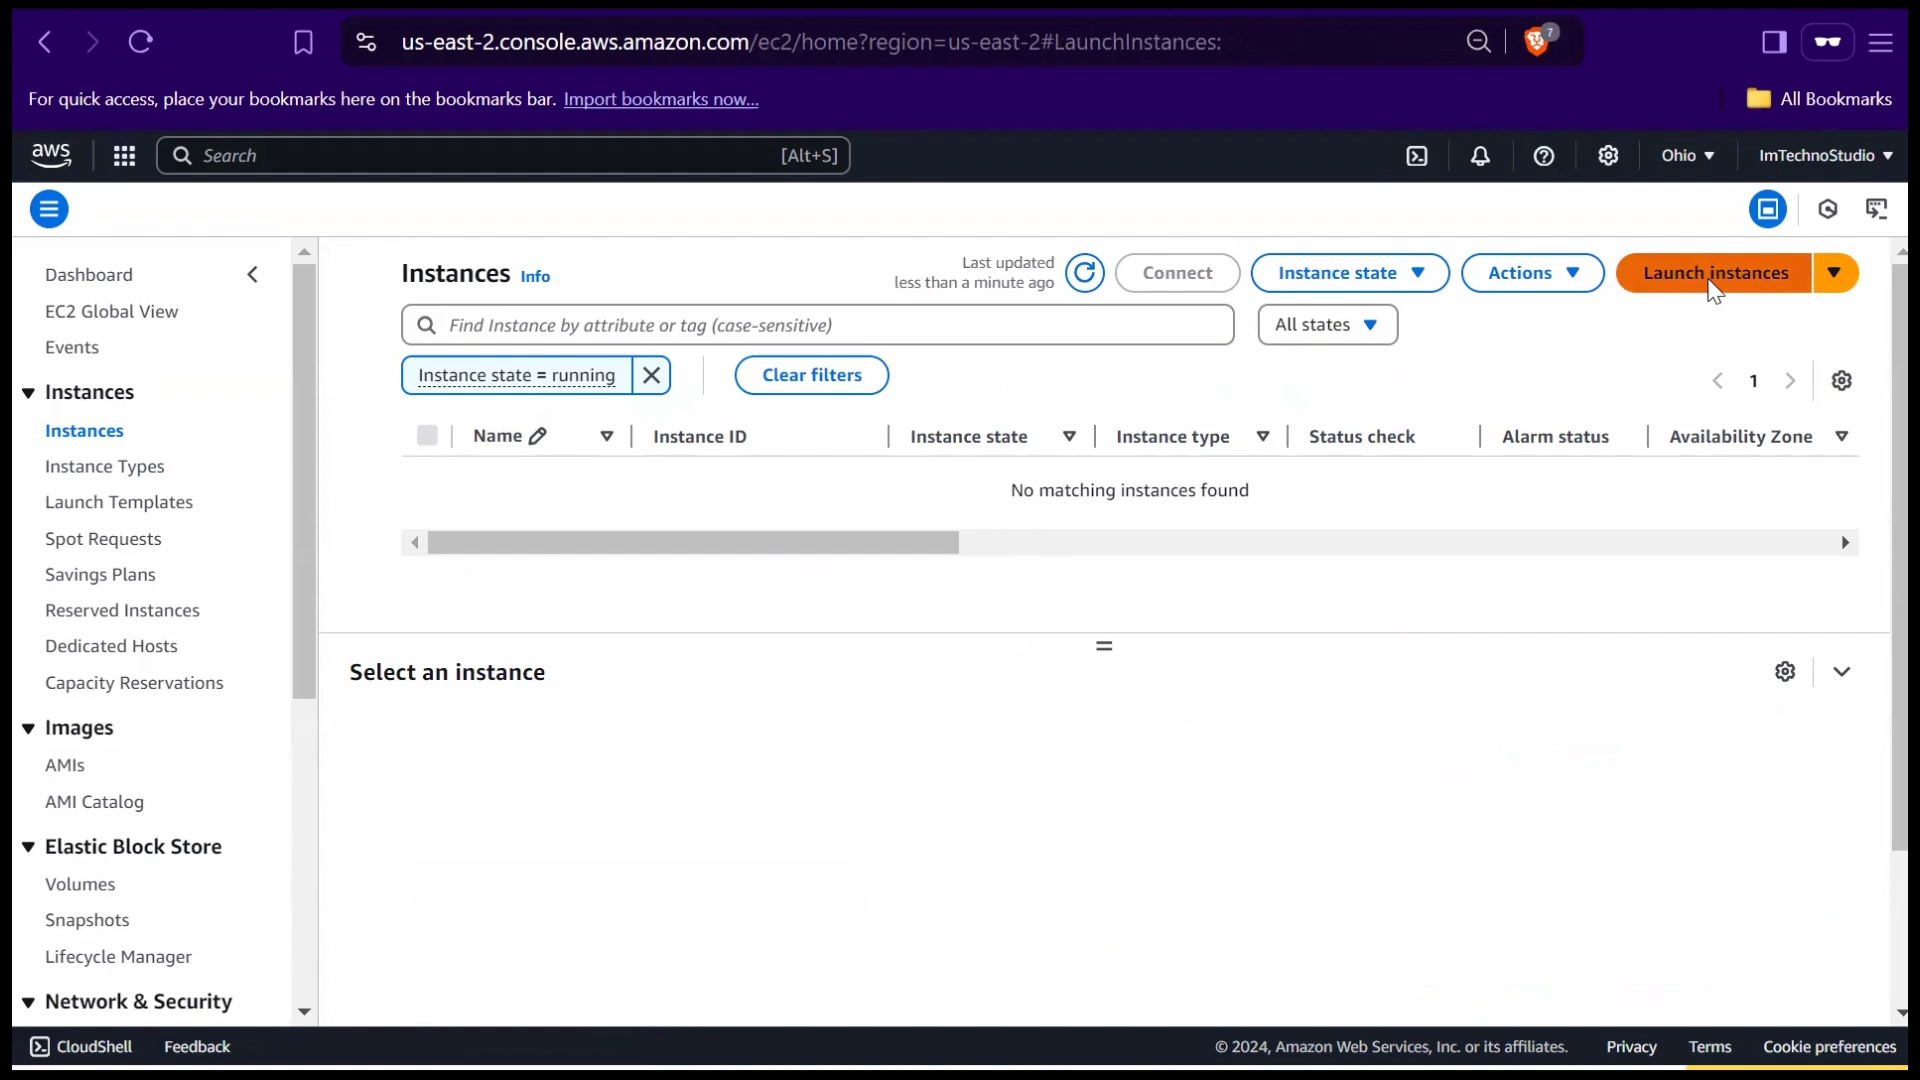 us-east-2.console.aws.amazon.com/ec2/home?region=us-east-2#LaunchInstances:
7
For quick access, place your bookmarks here on the bookmarks bar. Import bookmarks now...
All Bookmarks
aws
Search
[Alt+S]
Ohio
ImTechnoStudio
Dashboard
EC2 Global View
Events
Instances
Instances
Instance Types
Launch Templates
Spot Requests
Savings Plans
Reserved Instances
Dedicated Hosts
Capacity Reservations
Images
AMIs
AMI Catalog
Elastic Block Store
Volumes
Snapshots
Lifecycle Manager
Network & Security
Instances Info
Last updated
less than a minute ago
Connect
Instance state
Actions
Launch instances
Find Instance by attribute or tag (case-sensitive)
All states
Instance state = running
Clear filters
1
Name
Instance ID
Instance state
Instance type
Status check
Alarm status
Availability Zone
No matching instances found
Select an instance
CloudShell
Feedback
© 2024, Amazon Web Services, Inc. or its affiliates.
Privacy
Terms
Cookie preferences